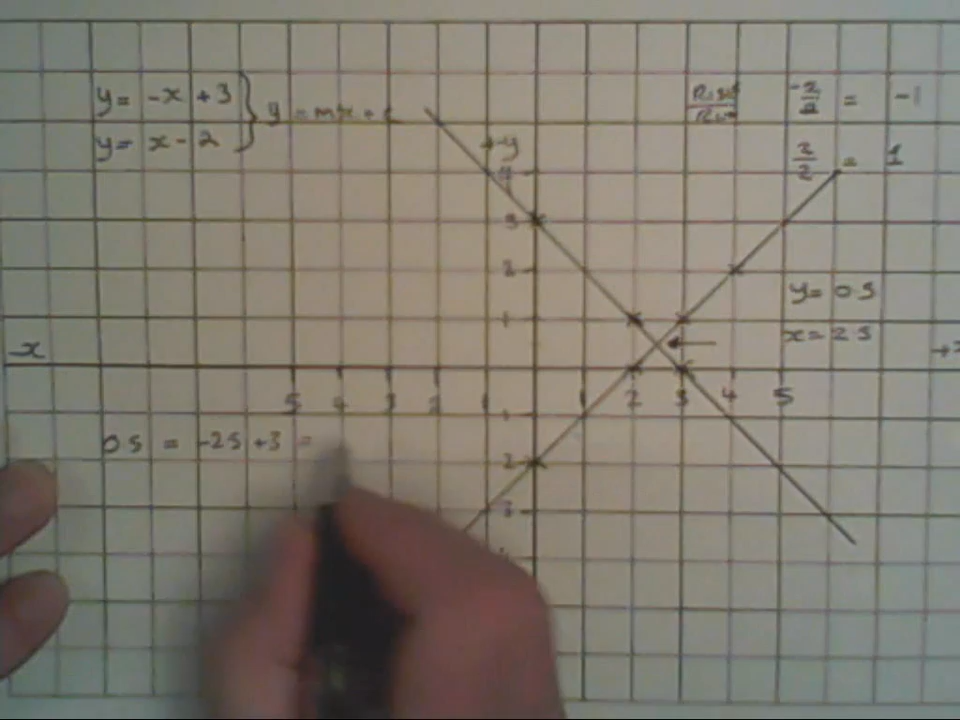 y = -x + 3
y = x - 2
y = mx + c
Rise
Run
-2
2
= -1
2
2
= 1
+y
4
3
2
1
y = 0.5
x = 2.5
-x
5 4 3 2 1 1 2 3 4 5
1
0.5 = -2.5 + 3 =
2
3